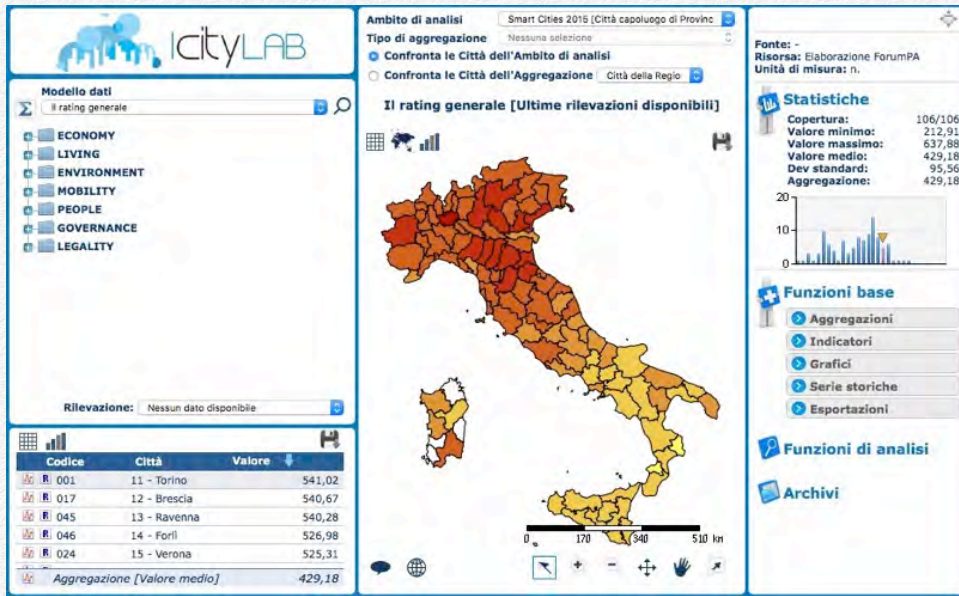 ICITYLAB
Modello dati
Il rating generale
ECONOMY
LIVING
ENVIRONMENT
MOBILITY
PEOPLE
GOVERNANCE
LEGALITY
Rilevazione: Nessun dato disponibile
Codice Città Valore
R 001 11 - Torino 541,02
R 017 12 - Brescia 540,67
R 045 13 - Ravenna 540,28
R 046 14 - Forlì 526,98
R 024 15 - Verona 525,31
Aggregazione [Valore medio] 429,18
Ambito di analisi Smart Cities 2015 [Città capoluogo di Provinc
Tipo di aggregazione Nessuna selezione
Confronta le Città dell'Ambito di analisi
Confronta le Città dell'Aggregazione Città della Regio
Il rating generale [Ultime rilevazioni disponibili]
0 170 340 510 km
Fonte: -
Risorsa: Elaborazione ForumPA
Unità di misura: n.
Statistiche
Copertura: 106/106
Valore minimo: 212,91
Valore massimo: 637,88
Valore medio: 429,18
Dev standard: 95,56
Aggregazione: 429,18
20
10
0
Funzioni base
Aggregazioni
Indicatori
Grafici
Serie storiche
Esportazioni
Funzioni di analisi
Archivi